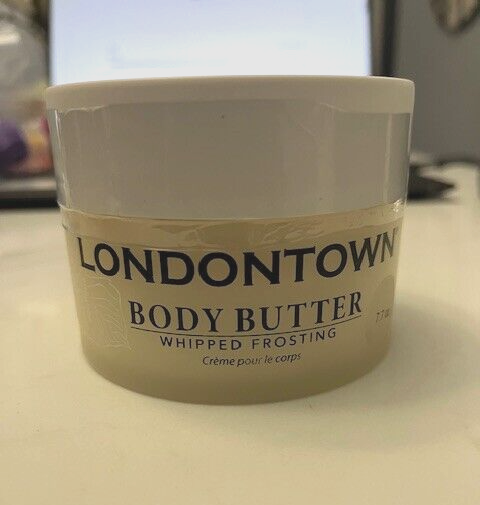 LONDONTOWN
BODY BUTTER
WHIPPED FROSTING
Crème pour le corps